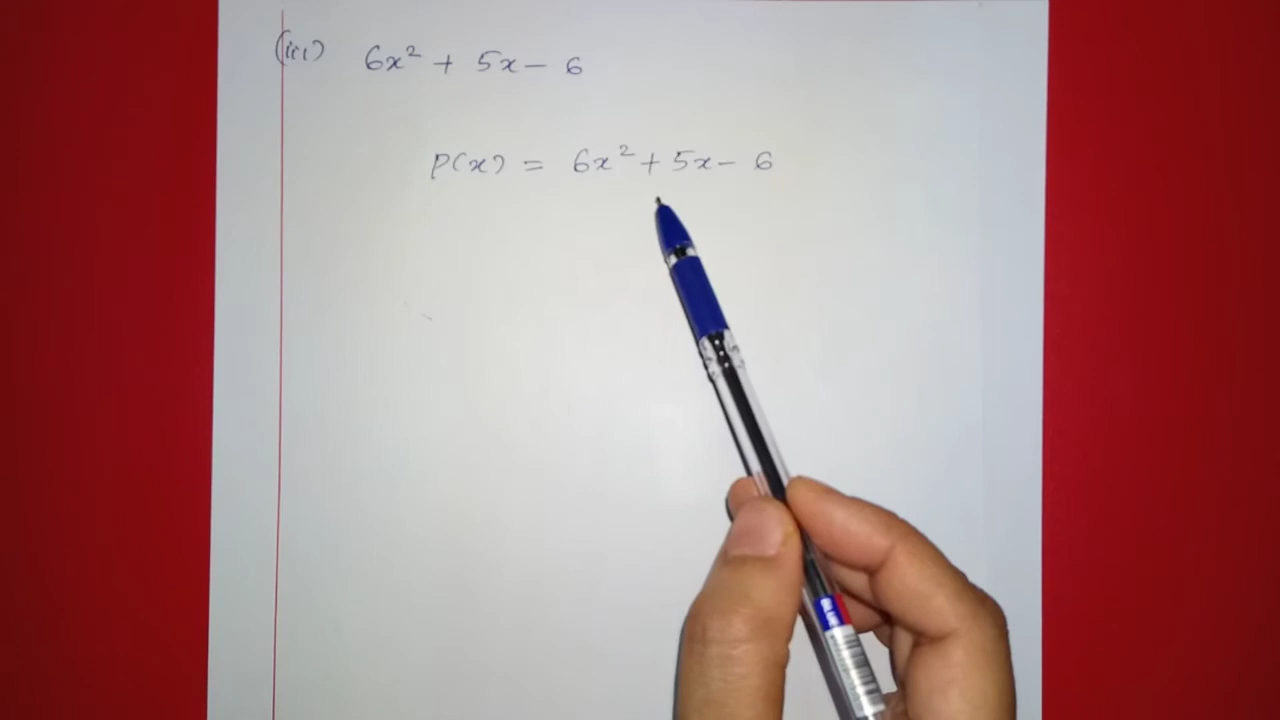 (iii) 6x² + 5x - 6
P(x) = 6x² + 5x - 6